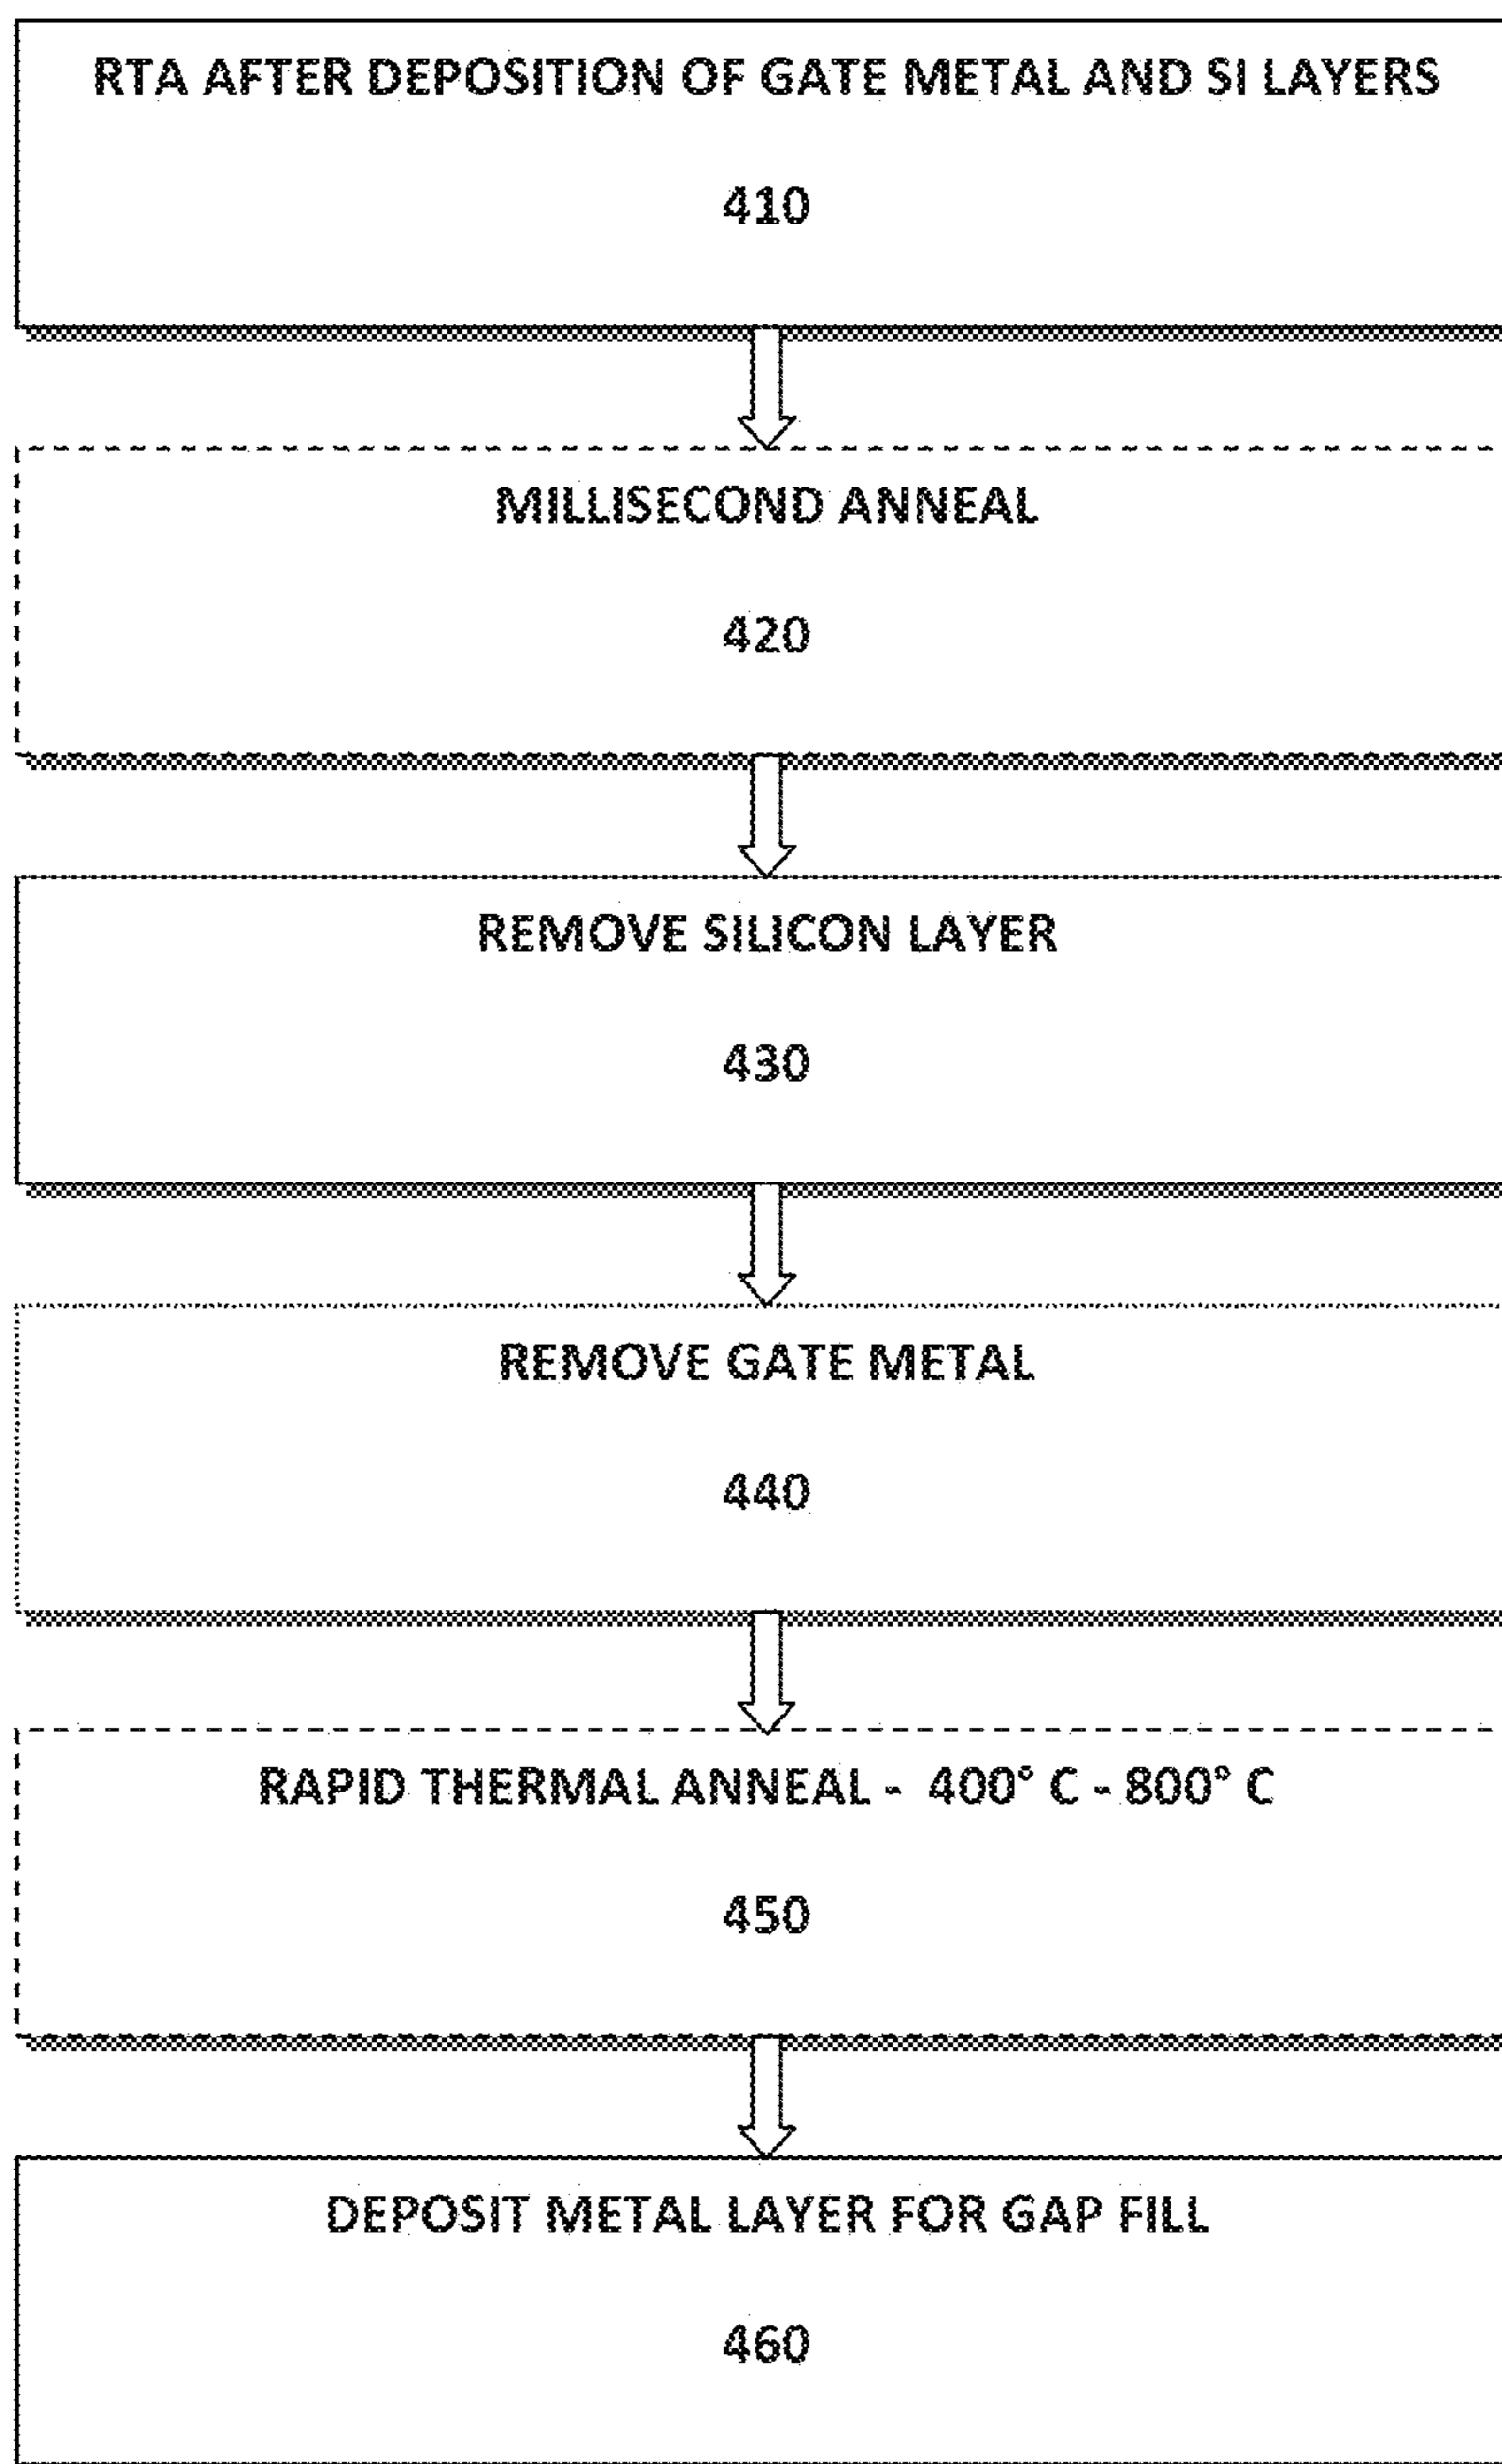 RTA AFTER DEPOSITION OF GATE METAL AND SI LAYERS
410
MILLISECOND ANNEAL
420
REMOVE SILICON LAYER
430
REMOVE GATE METAL
440
RAPID THERMAL ANNEAL - 400° C - 800° C
450
DEPOSIT METAL LAYER FOR GAP FILL
460